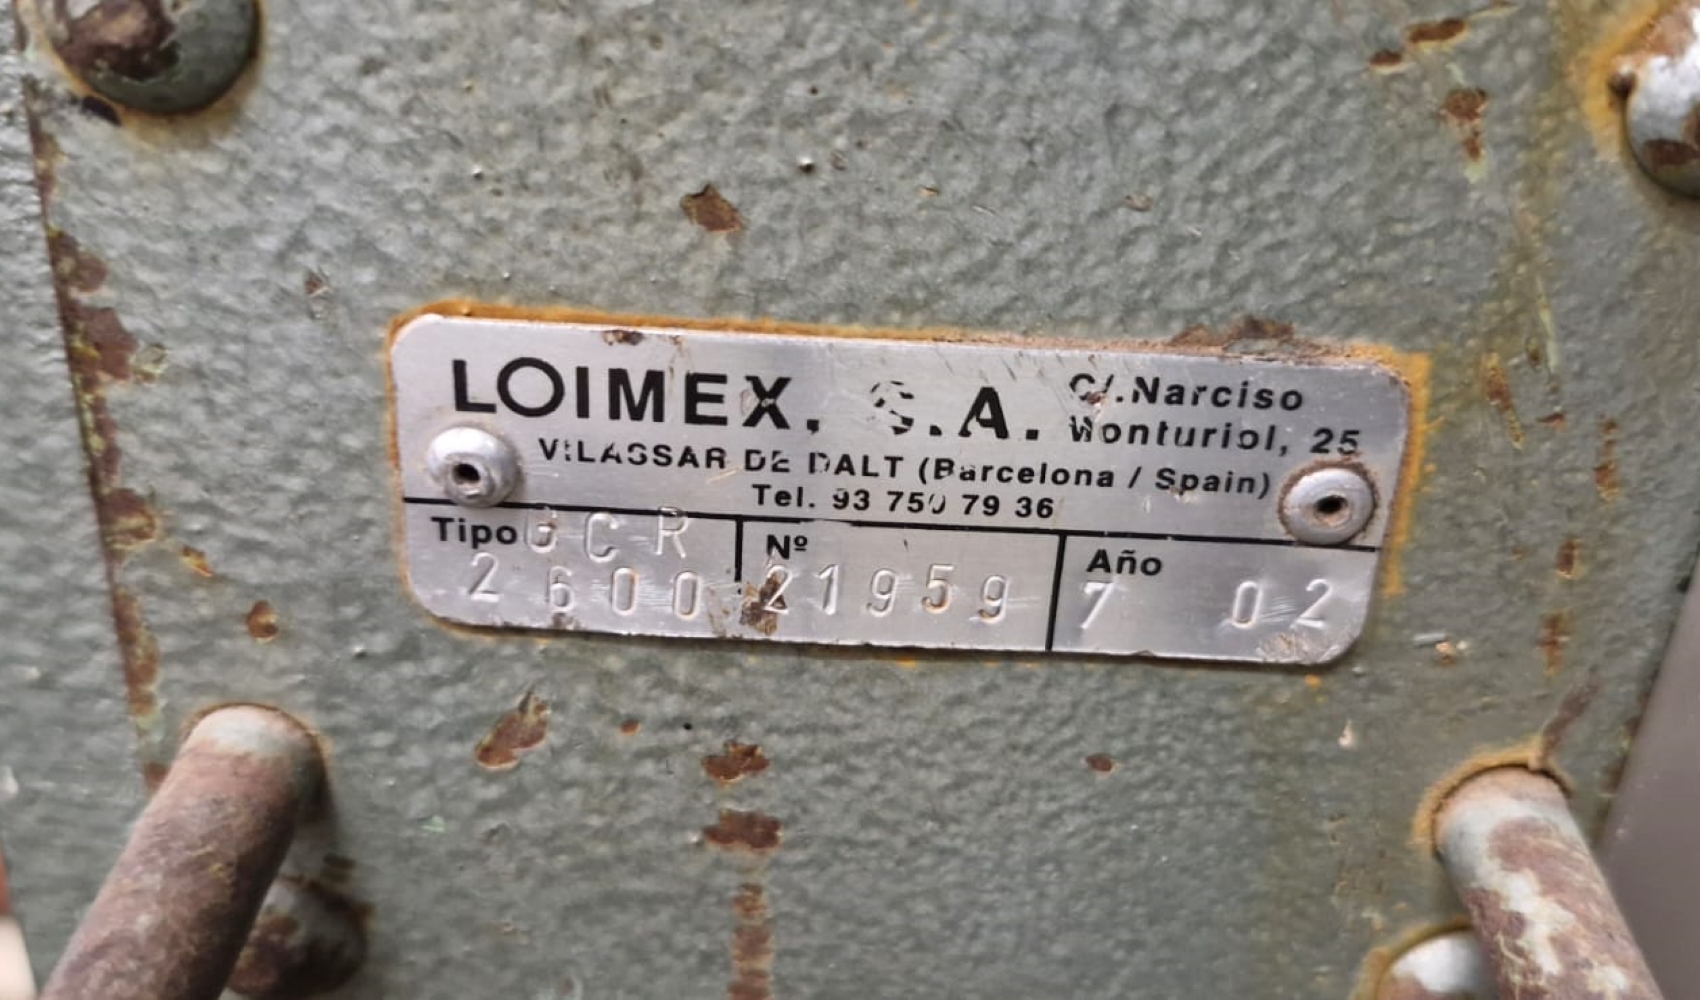 LOIMEX, S.A.
C/.Narciso
Monturiol, 25
VILASSAR DE DALT (Barcelona / Spain)
Tel. 93 750 79 36
Tipo GCR
2600
Nº
21959
Año
7 02